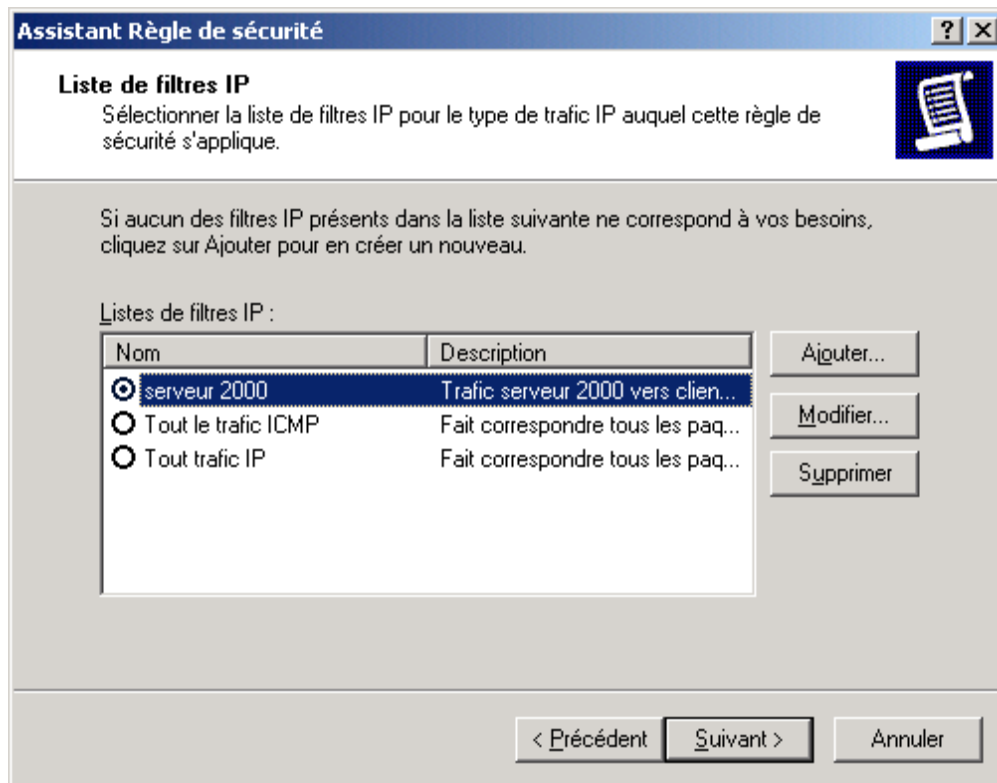 Assistant Règle de sécurité
Liste de filtres IP
Sélectionner la liste de filtres IP pour le type de trafic IP auquel cette règle de
sécurité s'applique.
Si aucun des filtres IP présents dans la liste suivante ne correspond à vos besoins,
cliquez sur Ajouter pour en créer un nouveau.
Listes de filtres IP :
Nom Description
Ajouter...
serveur 2000 Trafic serveur 2000 vers clien...
Tout le trafic ICMP Fait correspondre tous les paq...
Modifier...
Tout trafic IP Fait correspondre tous les paq...
Supprimer
< Précédent Suivant > Annuler